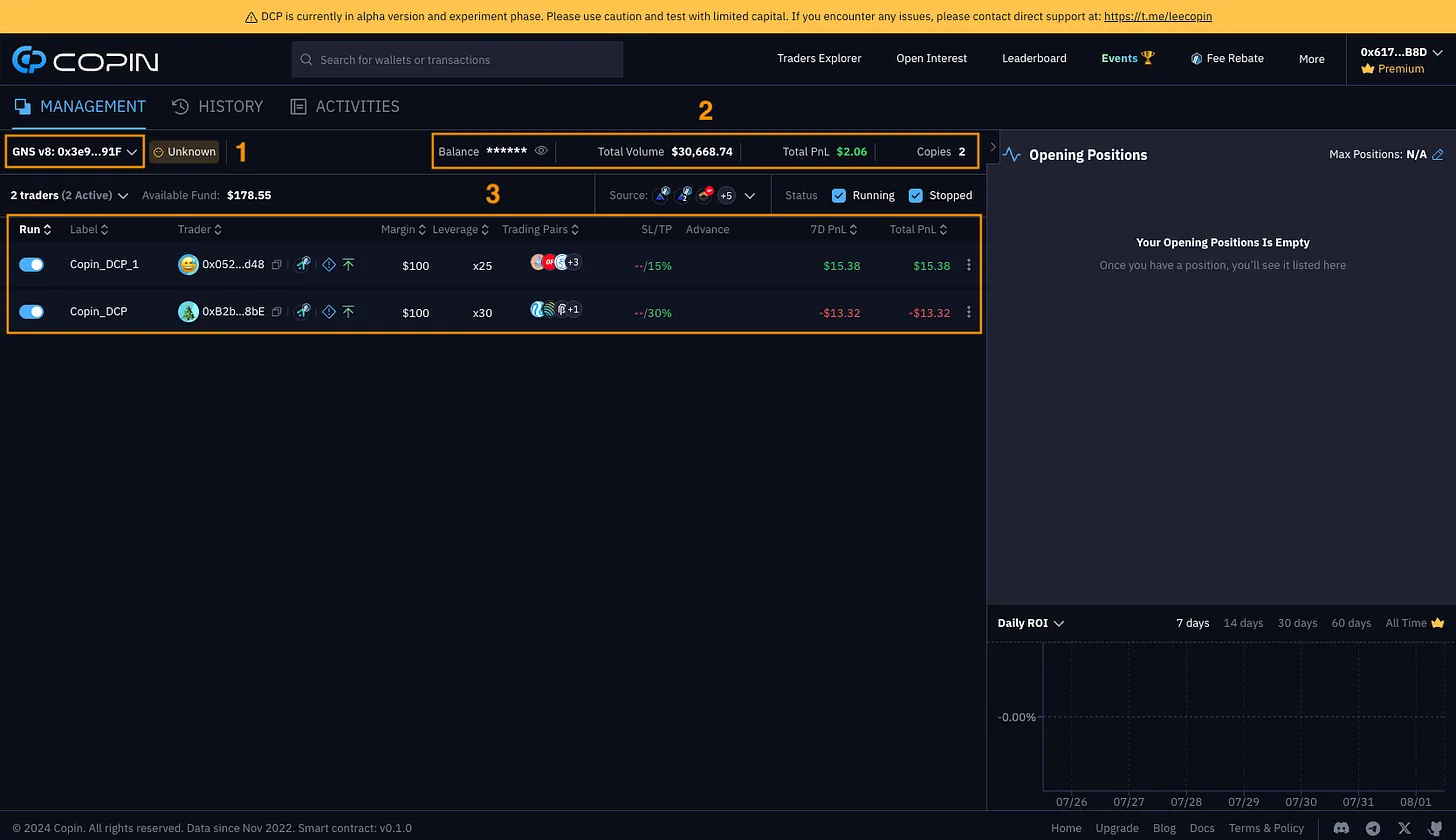 DCP is currently in alpha version and experiment phase. Please use caution and test with limited capital. If you encounter any issues, please contact direct support at: https://t.me/leecopin
COPIN
Search for wallets or transactions
Traders Explorer
Open Interest
Leaderboard
Events
Fee Rebate
More
0x617...B8D
Premium
MANAGEMENT
HISTORY
ACTIVITIES
2
GNS v8: 0x3e9...91F
Unknown
1
Balance ******
Total Volume $30,668.74
Total PnL $2.06
Copies 2
Opening Positions
Max Positions: N/A
2 traders (2 Active)
Available Fund: $178.55
3
Source:
2
+5
Status
Running
Stopped
Run Label Trader Margin Leverage Trading Pairs SL/TP Advance 7D PnL Total PnL
Copin_DCP_1 0x052...d48 $100 x25 +3 --/15% $15.38 $15.38
Copin_DCP 0xB2b...8bE $100 x30 +1 --/30% -$13.32 -$13.32
Your Opening Positions Is Empty
Once you have a position, you'll see it listed here
Daily ROI
7 days 14 days 30 days 60 days All Time
-0.00%
07/26 07/27 07/28 07/29 07/30 07/31 08/01
© 2024 Copin. All rights reserved. Data since Nov 2022. Smart contract: v0.1.0
Home Upgrade Blog Docs Terms & Policy